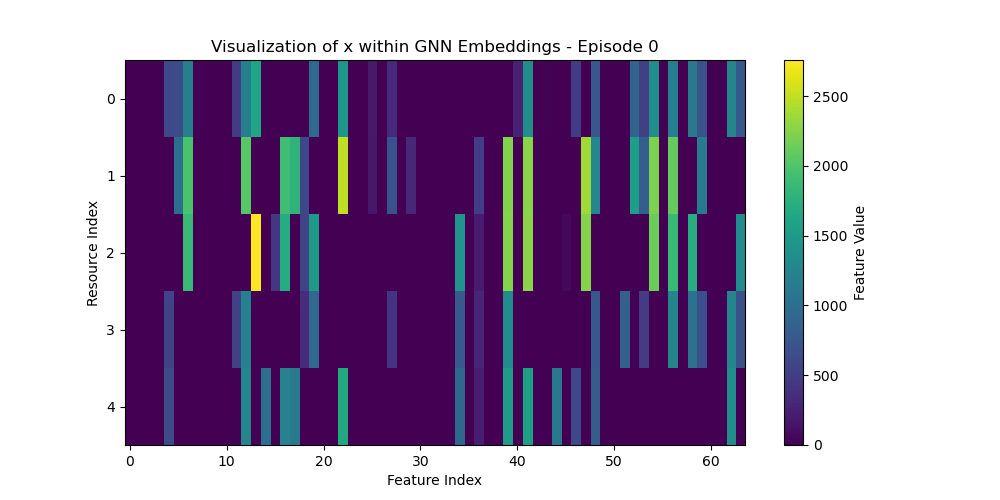 Visualization of x within GNN Embeddings - Episode 0
Resource Index
0
1
2
3
4
0 10 20 30 40 50 60
Feature Index
2500
2000
1500
1000
500
0
Feature Value